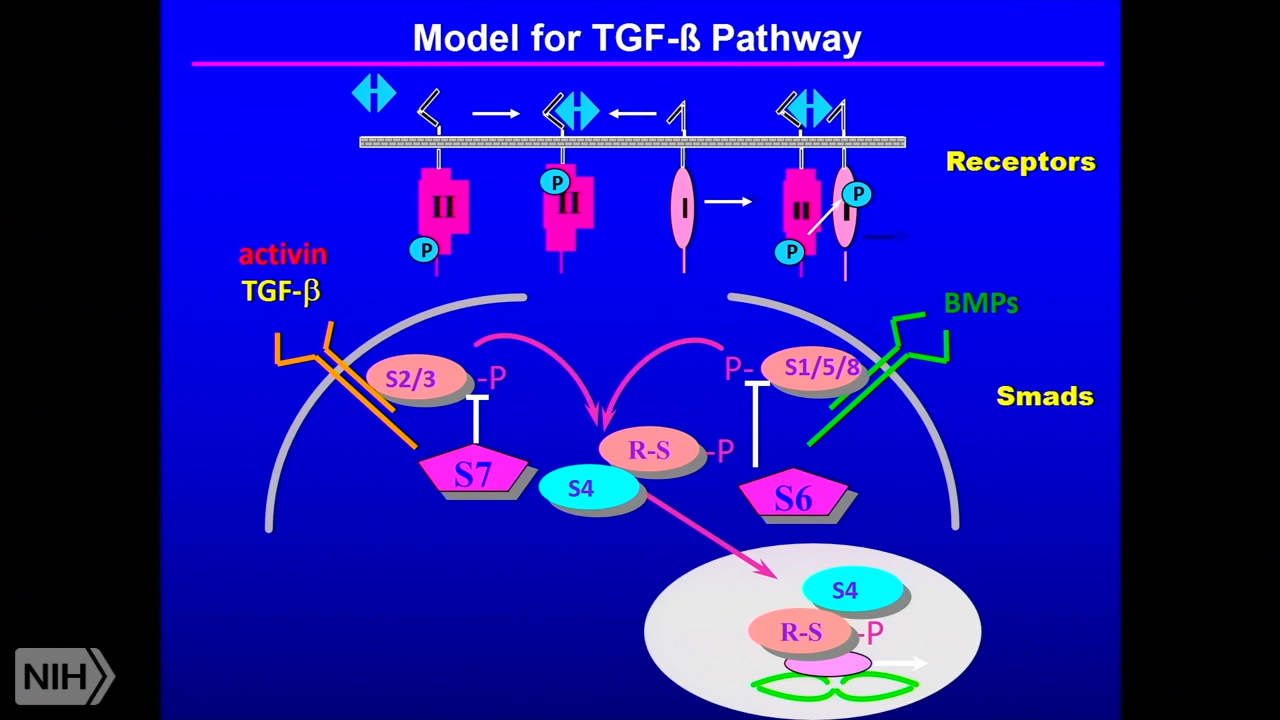 Model for TGF-ß Pathway
Receptors
II
P
P
II
I
II
P
I
P
activin
TGF-β
BMPs
S2/3
-P
P-
S1/5/8
Smads
R-S
-P
S7
S4
S6
S4
R-S
-P
NIH